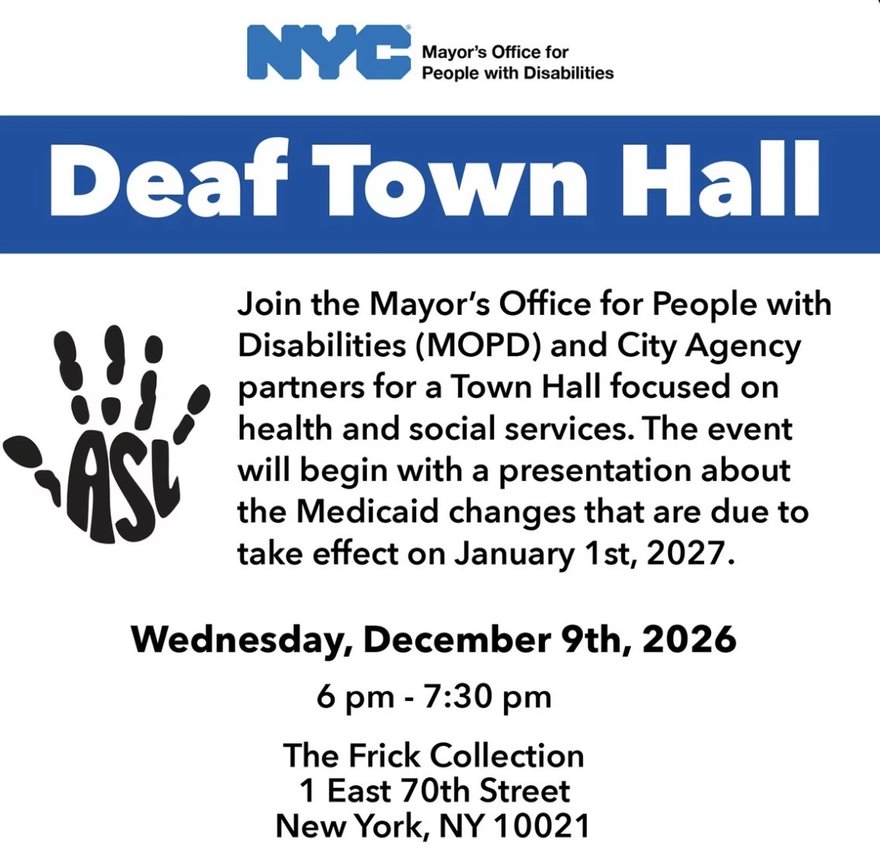 NYC®
Mayor's Office for
People with Disabilities
Deaf Town Hall
ASL
Join the Mayor's Office for People with
Disabilities (MOPD) and City Agency
partners for a Town Hall focused on
health and social services. The event
will begin with a presentation about
the Medicaid changes that are due to
take effect on January 1st, 2027.
Wednesday, December 9th, 2026
6 pm - 7:30 pm
The Frick Collection
1 East 70th Street
New York, NY 10021